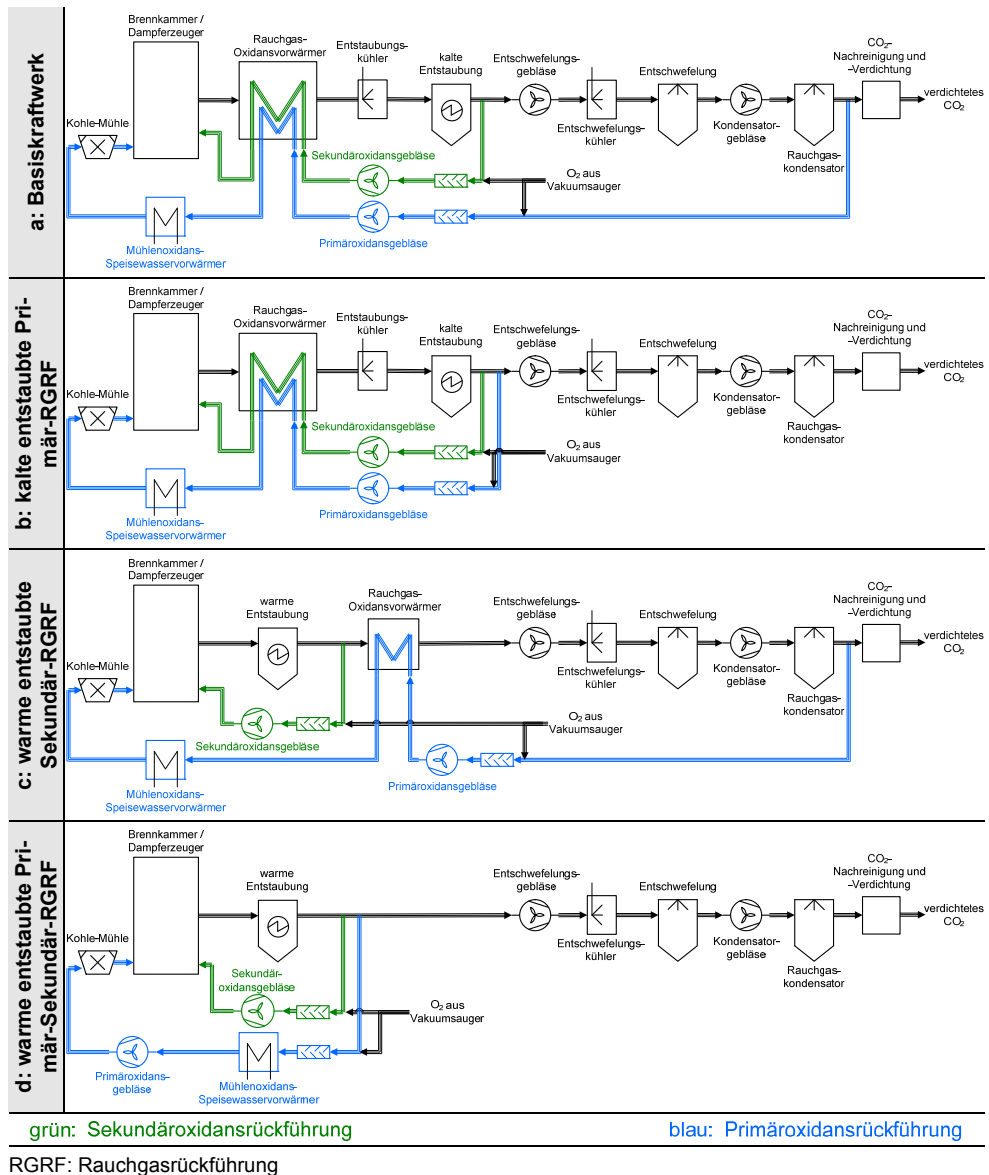 a: Basiskraftwerk
Brennkammer /
Dampferzeuger
Rauchgas-
Oxidansvorwärmer
Entstaubungs-
kühler
kalte
Entstaubung
Entschwefelungs-
gebläse
Entschwefelung
CO₂-
Nachreinigung und
-Verdichtung
verdichtetes
CO₂
Kohle-Mühle
Entschwefelungs-
kühler
Kondensator-
gebläse
Rauchgas-
kondensator
Sekundäroxidansgebläse
O₂ aus
Vakuumsauger
Primäroxidansgebläse
Mühlenoxidans-
Speisewasservorwärmer
b: kalte entstaubte Pri-
mär-RGRF
Brennkammer /
Dampferzeuger
Rauchgas-
Oxidansvorwärmer
Entstaubungs-
kühler
kalte
Entstaubung
Entschwefelungs-
gebläse
Entschwefelung
CO₂-
Nachreinigung und
-Verdichtung
verdichtetes
CO₂
Kohle-Mühle
Entschwefelungs-
kühler
Kondensator-
gebläse
Rauchgas-
kondensator
Sekundäroxidansgebläse
O₂ aus
Vakuumsauger
Primäroxidansgebläse
Mühlenoxidans-
Speisewasservorwärmer
c: warme entstaubte
Sekundär-RGRF
Brennkammer /
Dampferzeuger
warme
Entstaubung
Rauchgas-
Oxidansvorwärmer
Entschwefelungs-
gebläse
Entschwefelung
CO₂-
Nachreinigung und
-Verdichtung
verdichtetes
CO₂
Kohle-Mühle
Entschwefelungs-
kühler
Kondensator-
gebläse
Rauchgas-
kondensator
Sekundäroxidansgebläse
O₂ aus
Vakuumsauger
Primäroxidansgebläse
Mühlenoxidans-
Speisewasservorwärmer
d: warme entstaubte Pri-
mär-Sekundär-RGRF
Brennkammer /
Dampferzeuger
warme
Entstaubung
Entschwefelungs-
gebläse
Entschwefelung
CO₂-
Nachreinigung und
-Verdichtung
verdichtetes
CO₂
Kohle-Mühle
Entschwefelungs-
kühler
Kondensator-
gebläse
Rauchgas-
kondensator
Sekundär-
oxidansgebläse
O₂ aus
Vakuumsauger
Primäroxidans-
gebläse
Mühlenoxidans-
Speisewasservorwärmer
grün: Sekundäroxidansrückführung
blau: Primäroxidansrückführung
RGRF: Rauchgasrückführung